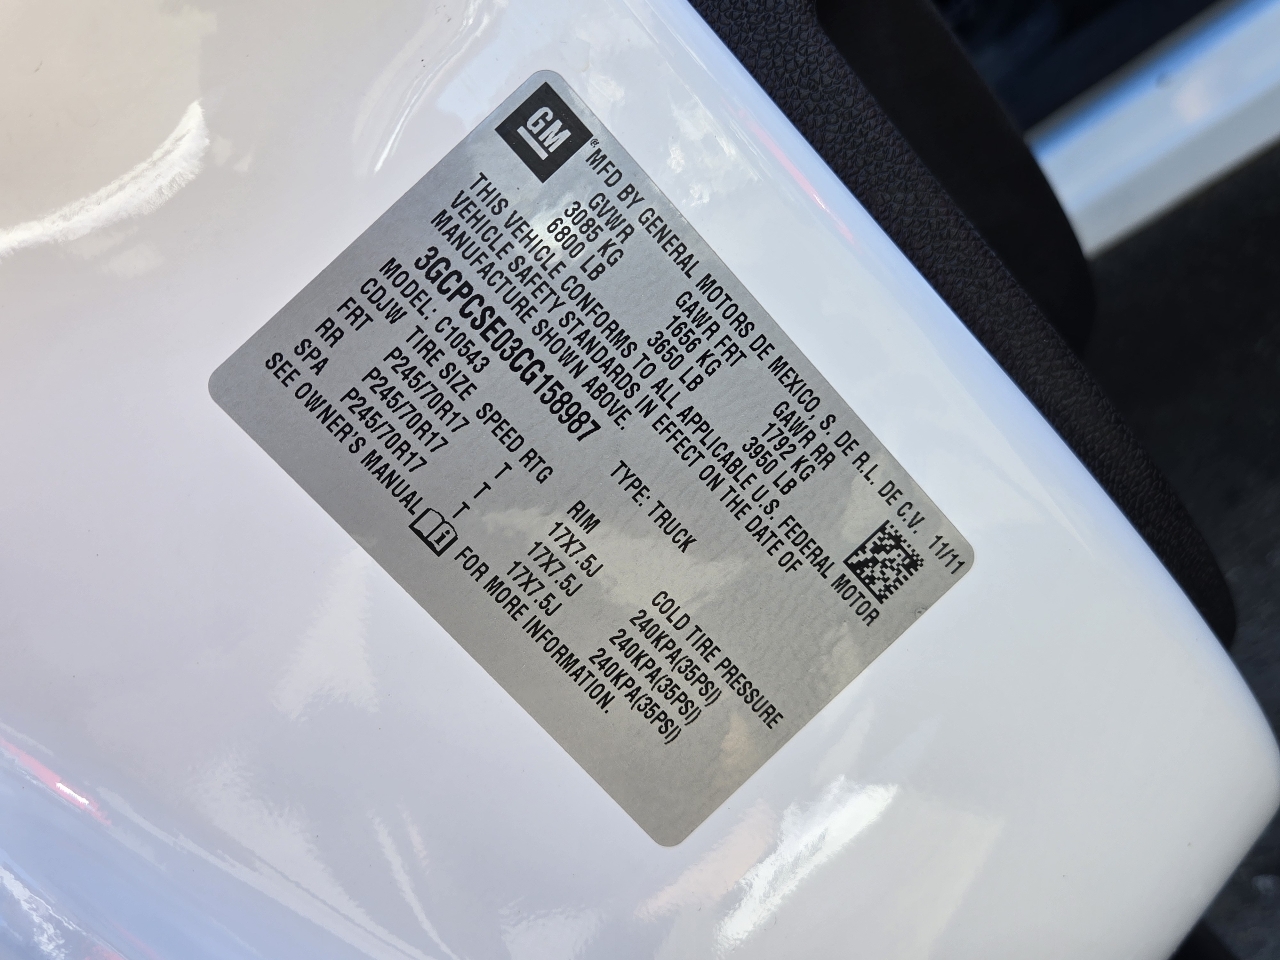 GM
® MFD BY GENERAL MOTORS DE MEXICO, S. DE R.L. DE C.V. 11/11
GVWR GAWR FRT GAWR RR
3085 KG 1656 KG 1792 KG
6800 LB 3650 LB 3950 LB
THIS VEHICLE CONFORMS TO ALL APPLICABLE U.S. FEDERAL MOTOR
VEHICLE SAFETY STANDARDS IN EFFECT ON THE DATE OF
MANUFACTURE SHOWN ABOVE.
3GCPCSE03CG158987 TYPE: TRUCK
MODEL: C10543
CDJW TIRE SIZE SPEED RTG RIM COLD TIRE PRESSURE
FRT P245/70R17 T 17X7.5J 240KPA(35PSI)
RR P245/70R17 T 17X7.5J 240KPA(35PSI)
SPA P245/70R17 T 17X7.5J 240KPA(35PSI)
SEE OWNER'S MANUAL i FOR MORE INFORMATION.